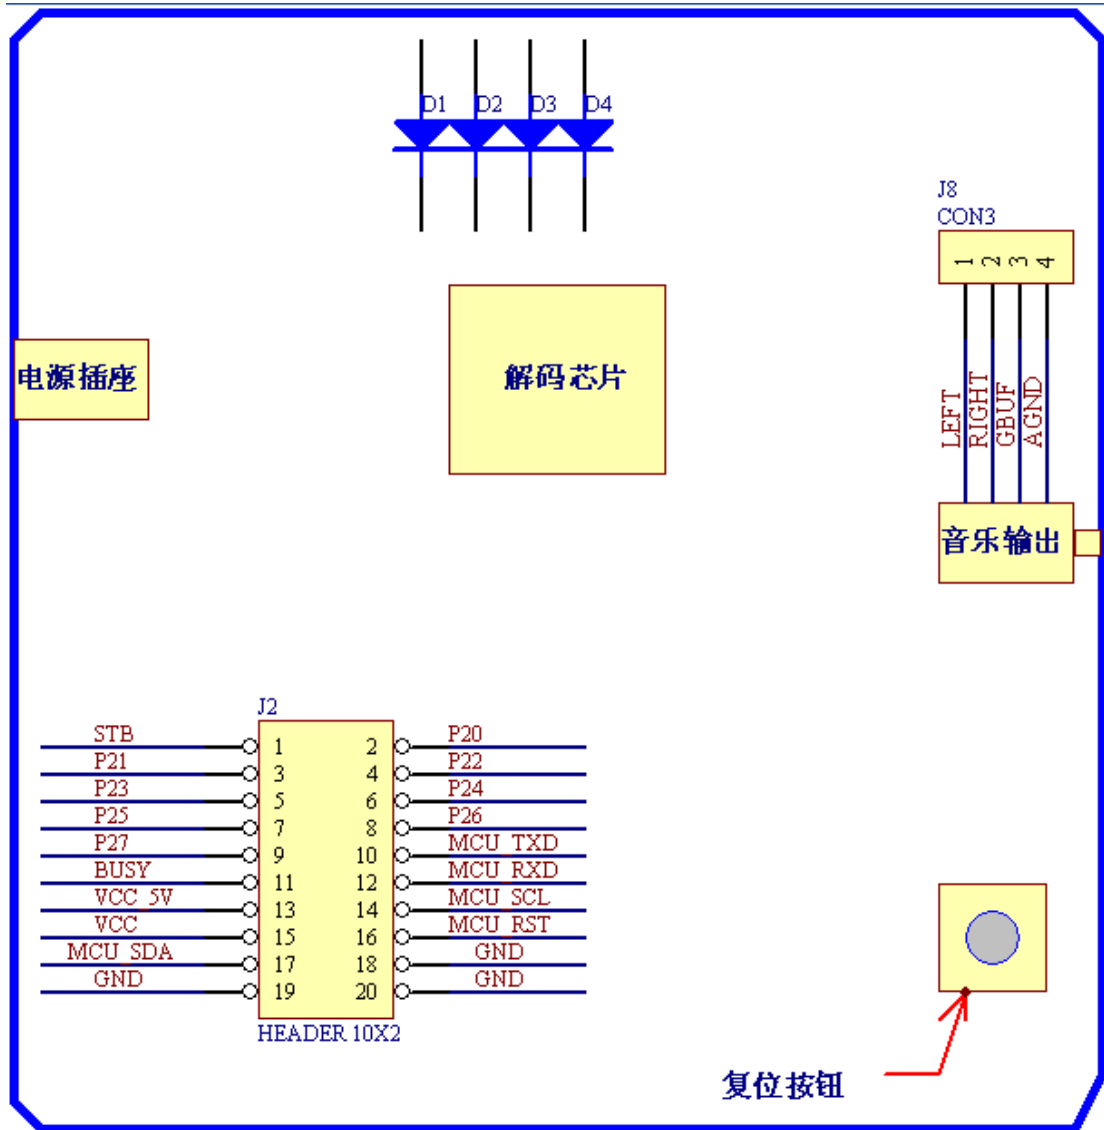 D1 D2 D3 D4
J8
CON3
1 2 3 4
电源插座
解码芯片
LEFT
RIGHT
GBUF
AGND
音乐输出
J2
STB 1 2 P20
P21 3 4 P22
P23 5 6 P24
P25 7 8 P26
P27 9 10 MCU_TXD
BUSY 11 12 MCU_RXD
VCC_5V 13 14 MCU_SCL
VCC 15 16 MCU_RST
MCU_SDA 17 18 GND
GND 19 20 GND
HEADER 10X2
复位按钮